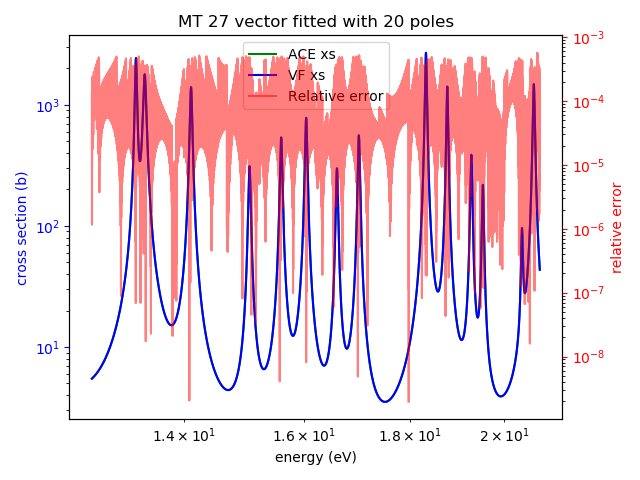 MT 27 vector fitted with 20 poles
ACE xs
VF xs
Relative error
cross section (b)
10³
10²
10¹
relative error
10⁻³
10⁻⁴
10⁻⁵
10⁻⁶
10⁻⁷
10⁻⁸
1.4 × 10¹
1.6 × 10¹
1.8 × 10¹
2 × 10¹
energy (eV)